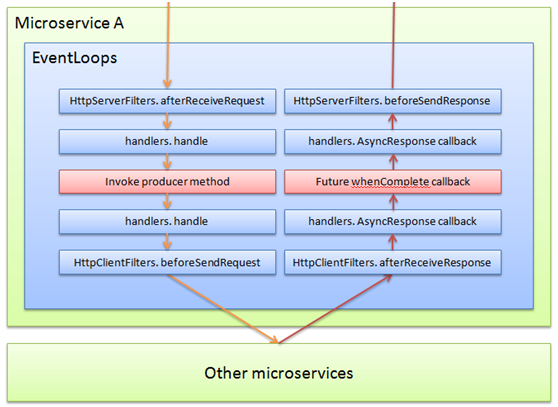 Microservice A
EventLoops
HttpServerFilters. afterReceiveRequest
handlers. handle
Invoke producer method
handlers. handle
HttpClientFilters. beforeSendRequest
HttpServerFilters. beforeSendResponse
handlers. AsyncResponse callback
Future whenComplete callback
handlers. AsyncResponse callback
HttpClientFilters. afterReceiveResponse
Other microservices